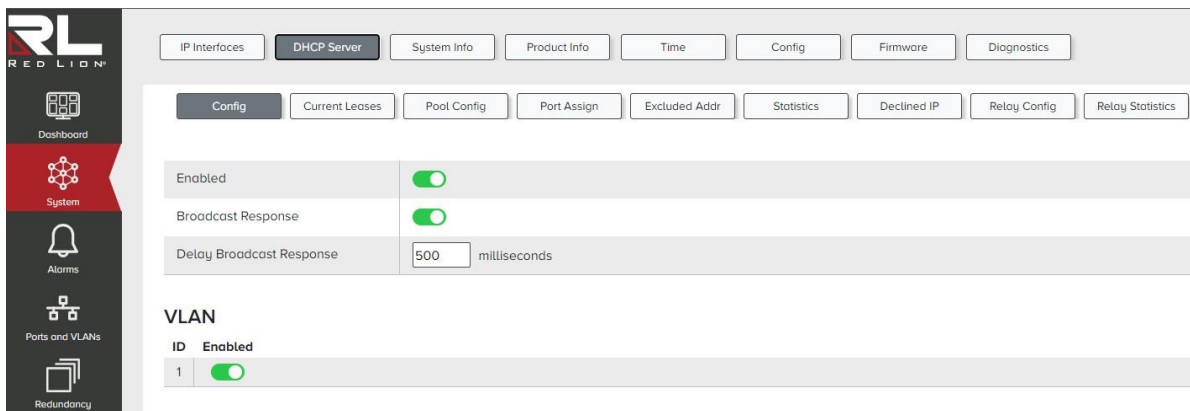 RL
RED LION®
IP Interfaces DHCP Server System Info Product Info Time Config Firmware Diagnostics
Config Current Leases Pool Config Port Assign Excluded Addr Statistics Declined IP Relay Config Relay Statistics
Dashboard
System
Alarms
Ports and VLANs
Redundancy
Enabled
Broadcast Response
Delay Broadcast Response 500 milliseconds
VLAN
ID Enabled
1